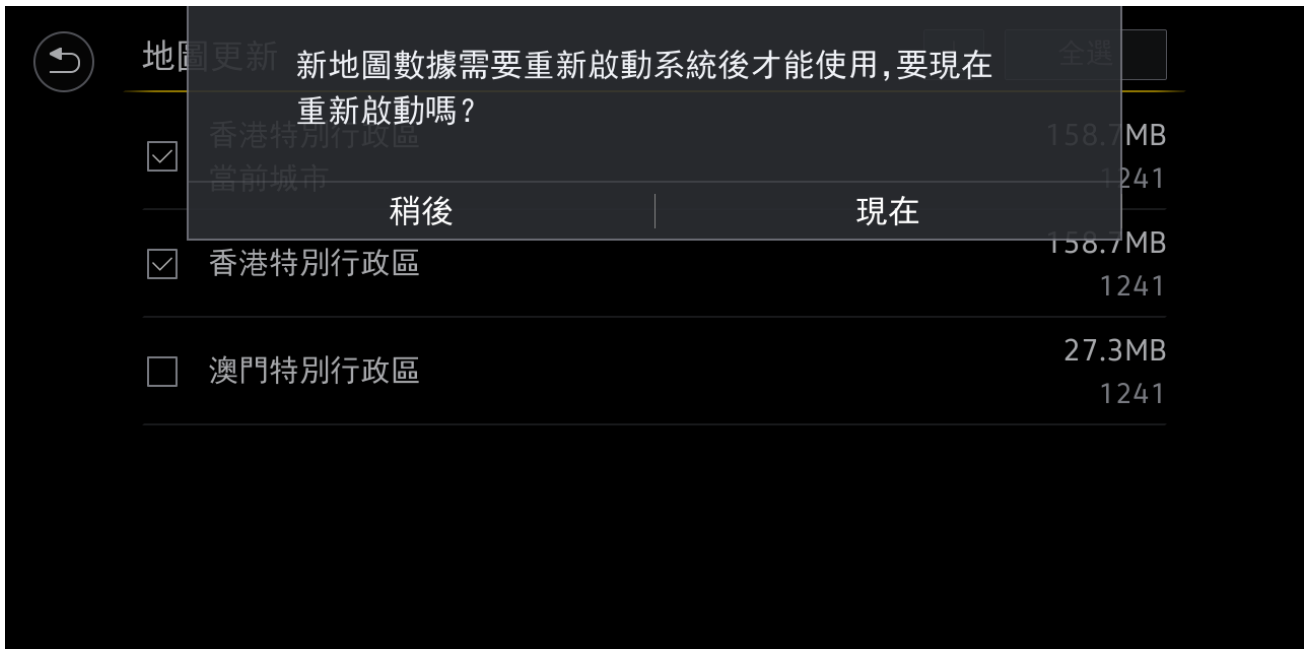 地圖更新
全選
新地圖數據需要重新啟動系統後才能使用,要現在
重新啟動嗎?
稍後
現在
香港特別行政區
158.7MB
當前城市
1241
香港特別行政區
158.7MB
1241
澳門特別行政區
27.3MB
1241